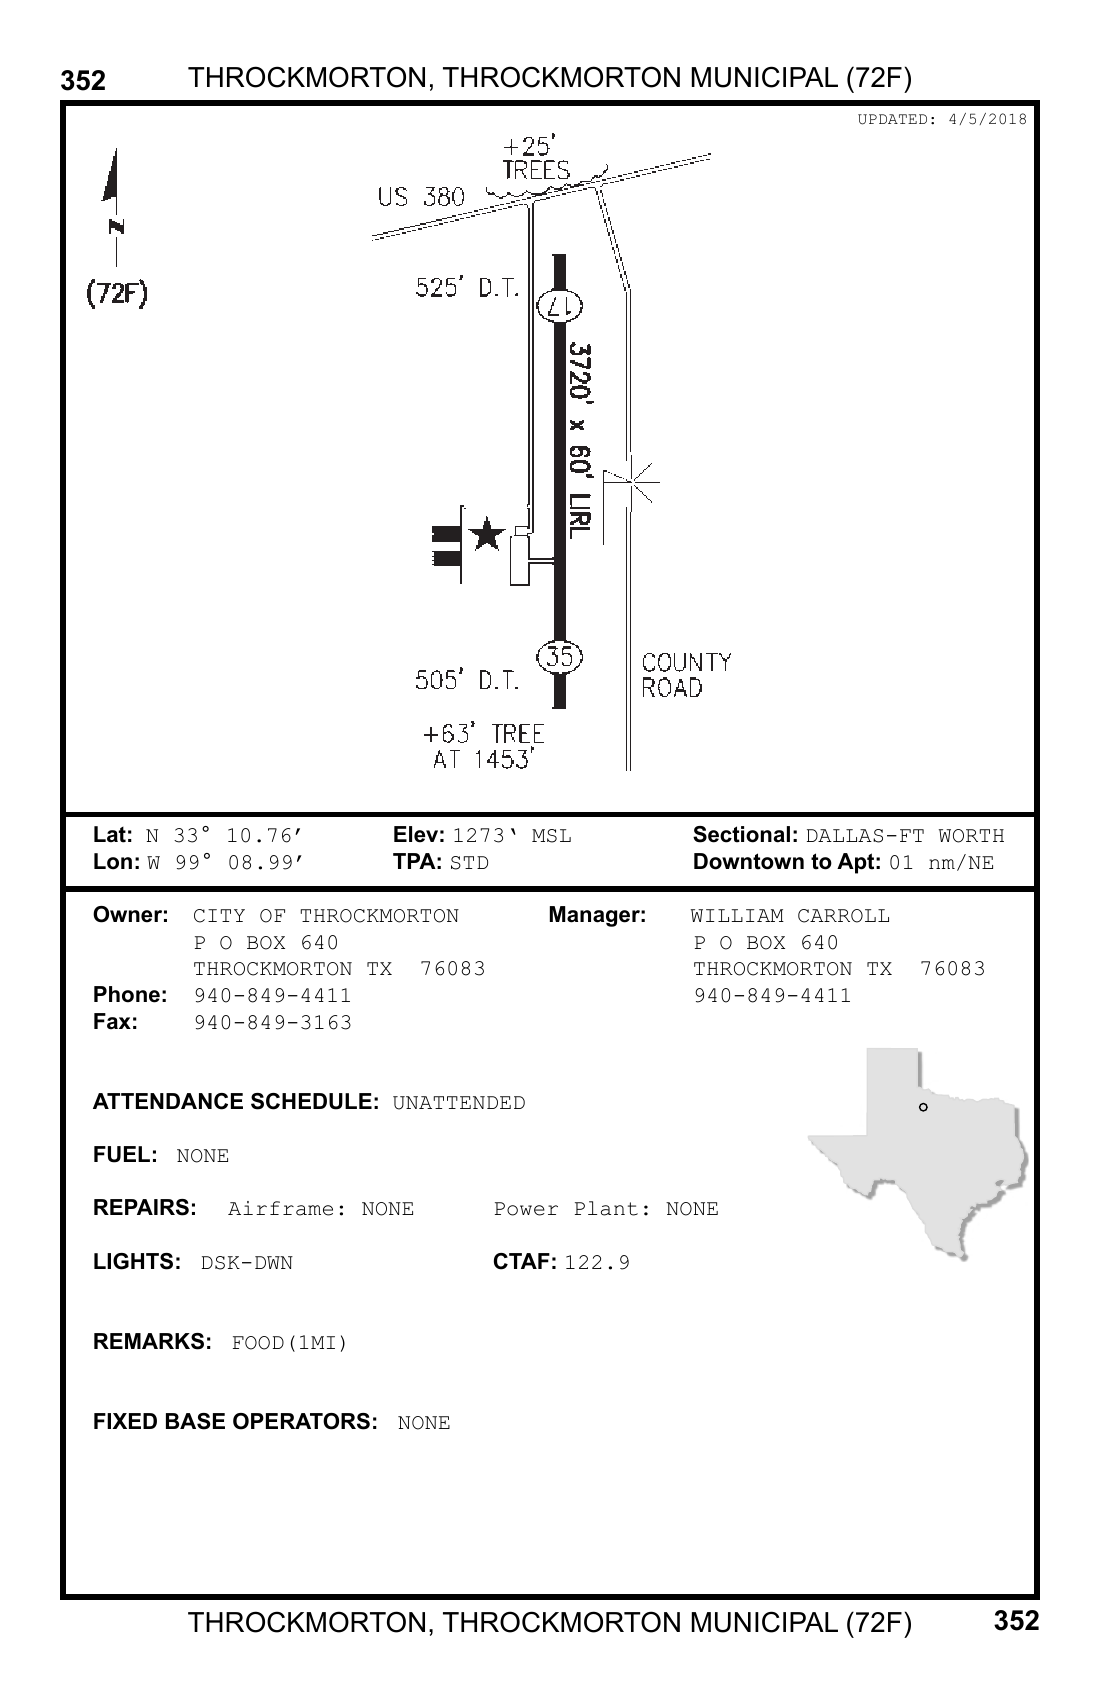 352 THROCKMORTON, THROCKMORTON MUNICIPAL (72F)
UPDATED: 4/5/2018
+25'
TREES
US 380
N
(72F)
525' D.T.
17
3720' x 60' LIRL
35
505' D.T.
COUNTY
ROAD
+63' TREE
AT 1453'
Lat: N 33° 10.76′ Elev: 1273‘ MSL Sectional: DALLAS-FT WORTH
Lon: W 99° 08.99′ TPA: STD Downtown to Apt: 01 nm/NE
Owner: CITY OF THROCKMORTON Manager: WILLIAM CARROLL
P O BOX 640 P O BOX 640
THROCKMORTON TX 76083 THROCKMORTON TX 76083
Phone: 940-849-4411 940-849-4411
Fax: 940-849-3163
ATTENDANCE SCHEDULE: UNATTENDED
FUEL: NONE
REPAIRS: Airframe: NONE Power Plant: NONE
LIGHTS: DSK-DWN CTAF: 122.9
REMARKS: FOOD(1MI)
FIXED BASE OPERATORS: NONE
THROCKMORTON, THROCKMORTON MUNICIPAL (72F) 352